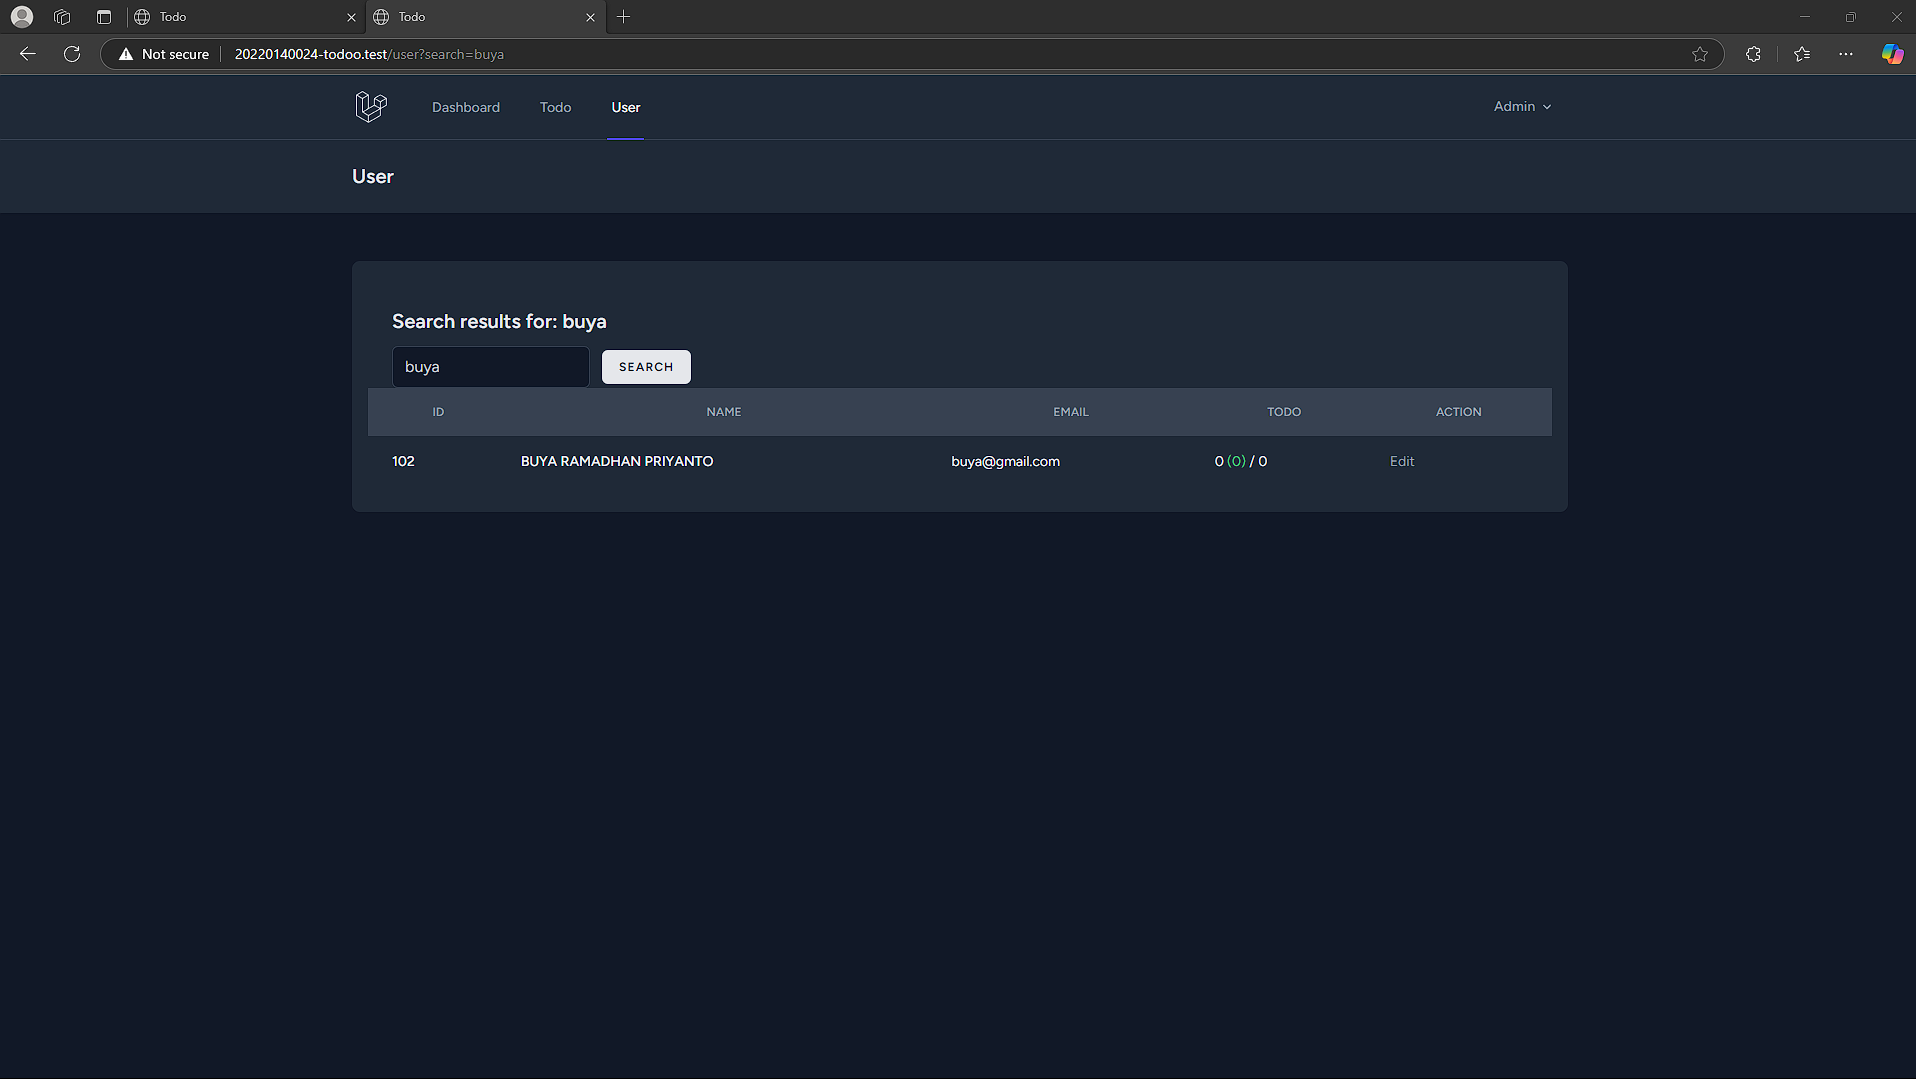 Todo
Todo
Not secure
20220140024-todoo.test/user?search=buya
Dashboard Todo User Admin
User
Search results for: buya
buya SEARCH
ID NAME EMAIL TODO ACTION
102 BUYA RAMADHAN PRIYANTO buya@gmail.com 0 (0) / 0 Edit